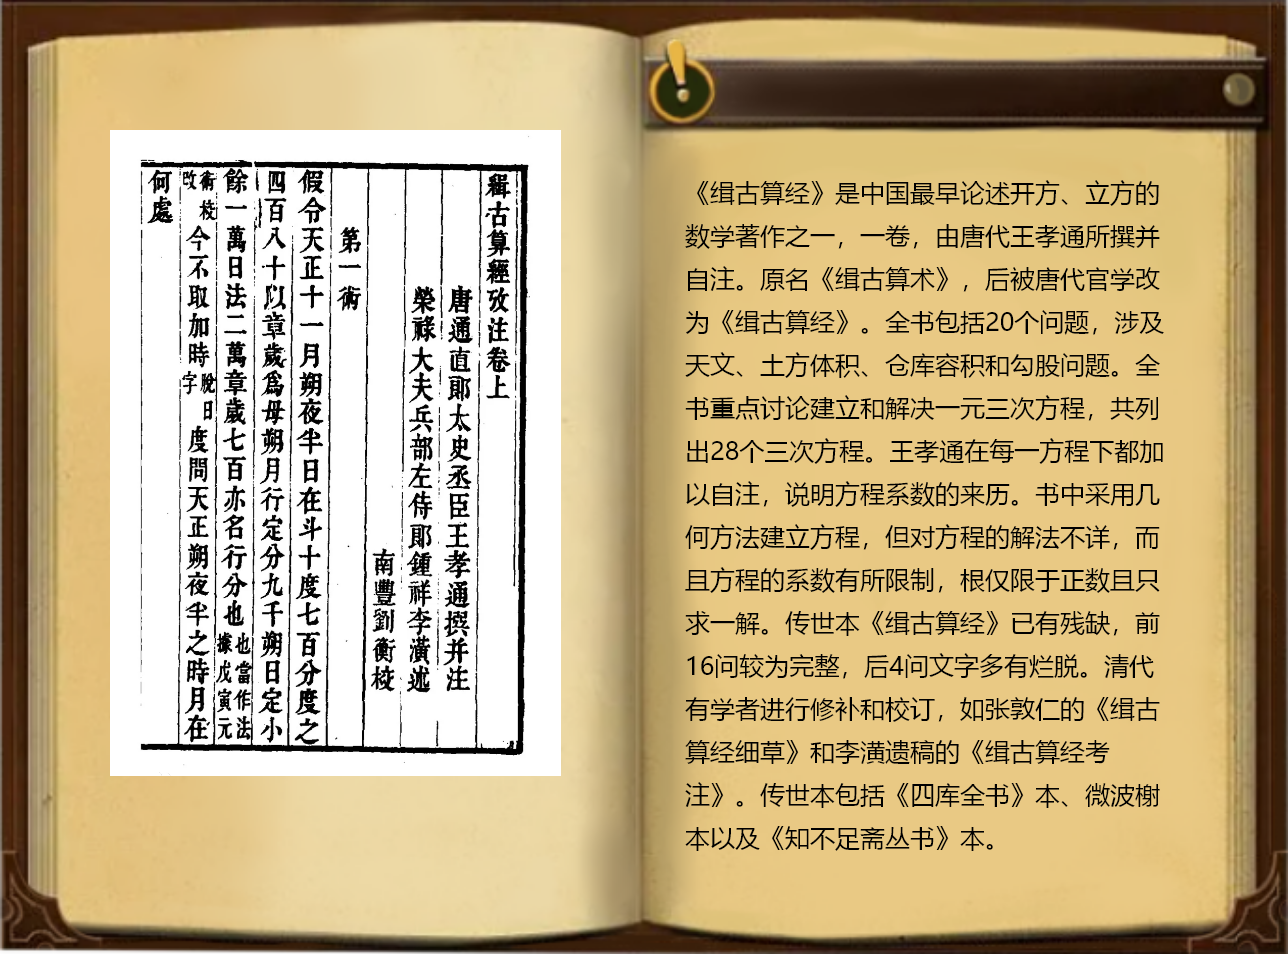 緝古算經攷注卷上
唐通直郞太史丞臣王孝通撰并注
榮祿大夫兵部左侍郞鍾祥李潢述
南豐劉衡校
第一術
假令天正十一月朔夜半日在斗十度七百分度之
四百八十以章歲爲母朔月行定分九千朔日定小
餘一萬日法二萬章歲七百亦名行分也
也當作法
據戊寅元
術校
改
今不取加時
脫日
字
度問天正朔夜半之時月在
何處
《缉古算经》是中国最早论述开方、立方的
数学著作之一，一卷，由唐代王孝通所撰并
自注。原名《缉古算术》，后被唐代官学改
为《缉古算经》。全书包括20个问题，涉及
天文、土方体积、仓库容积和勾股问题。全
书重点讨论建立和解决一元三次方程，共列
出28个三次方程。王孝通在每一方程下都加
以自注，说明方程系数的来历。书中采用几
何方法建立方程，但对方程的解法不详，而
且方程的系数有所限制，根仅限于正数且只
求一解。传世本《缉古算经》已有残缺，前
16问较为完整，后4问文字多有烂脱。清代
有学者进行修补和校订，如张敦仁的《缉古
算经细草》和李潢遗稿的《缉古算经考
注》。传世本包括《四库全书》本、微波榭
本以及《知不足斋丛书》本。